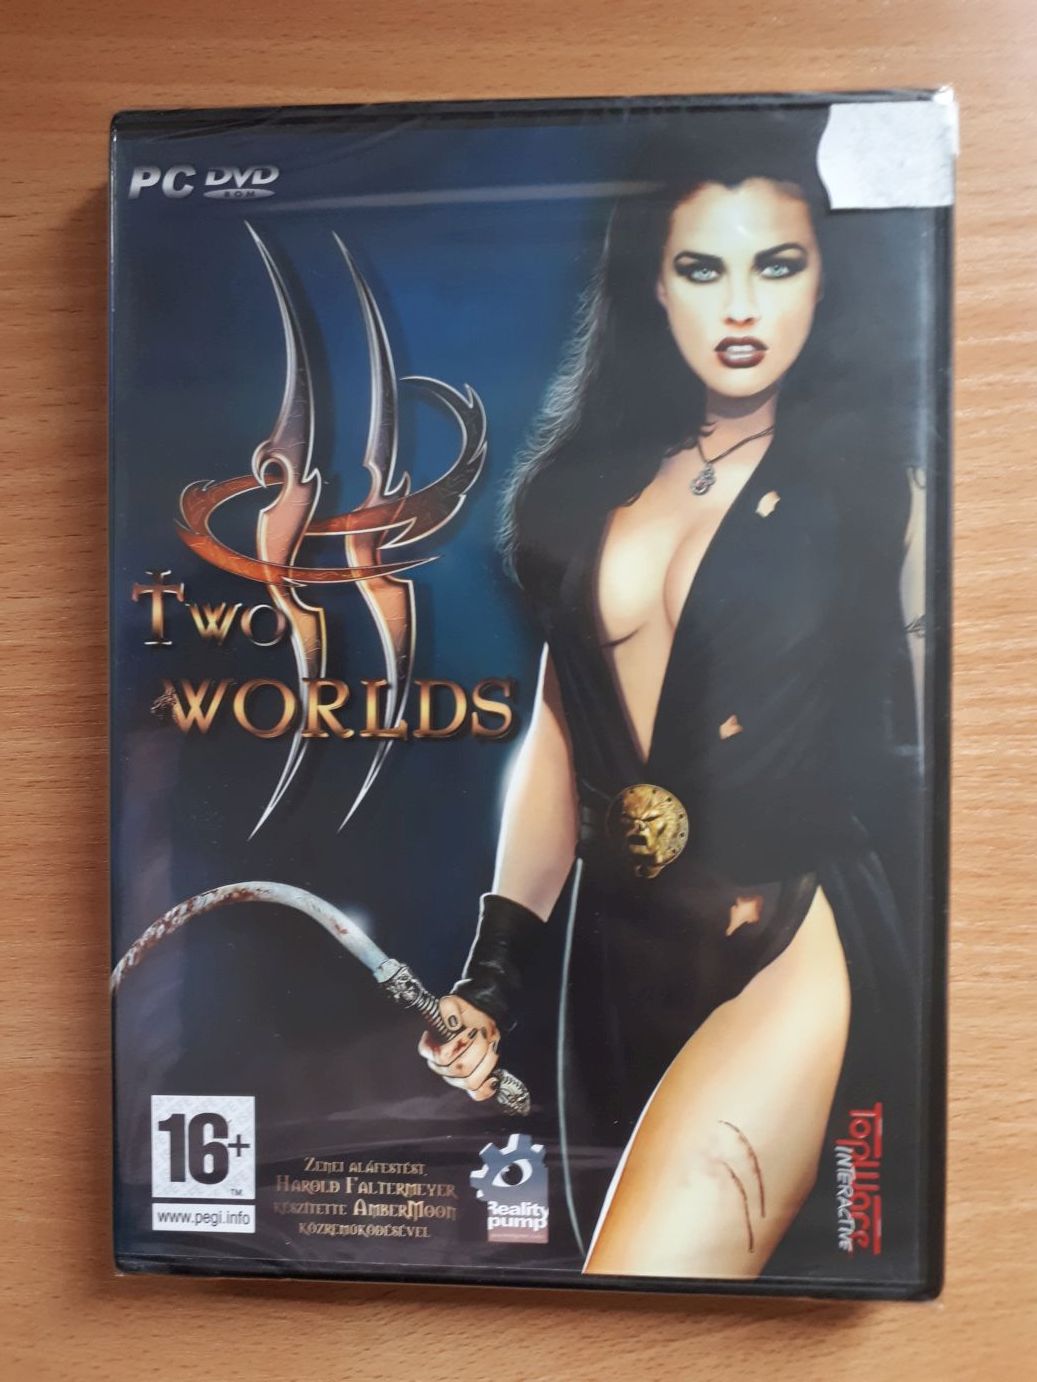 PC DVD
ROM
TWO
WORLDS
16+
™
www.pegi.info
ZENEI ALÁFESTÉST
HAROLD FALTERMEYER
KÉSZÍTETTE AMBERMOON
KÖZREMŰKÖDÉSÉVEL
Reality
pump
TopWare
INTERACTIVE